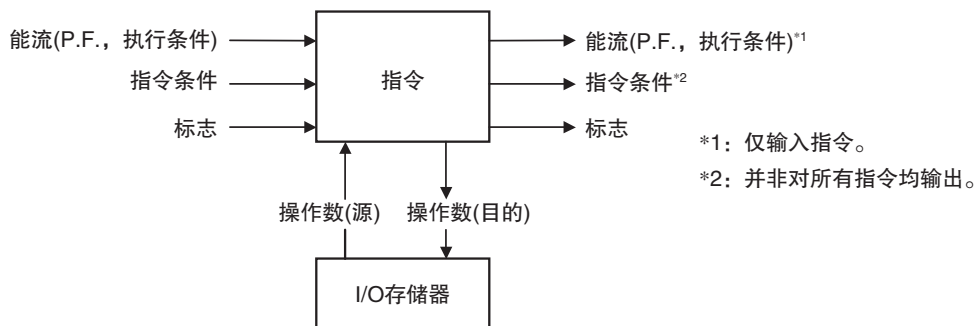 能流(P.F.，执行条件)
指令条件
标志
指令
能流(P.F.，执行条件)*1
指令条件*2
标志
*1：仅输入指令。
*2：并非对所有指令均输出。
操作数(源)
操作数(目的)
I/O存储器